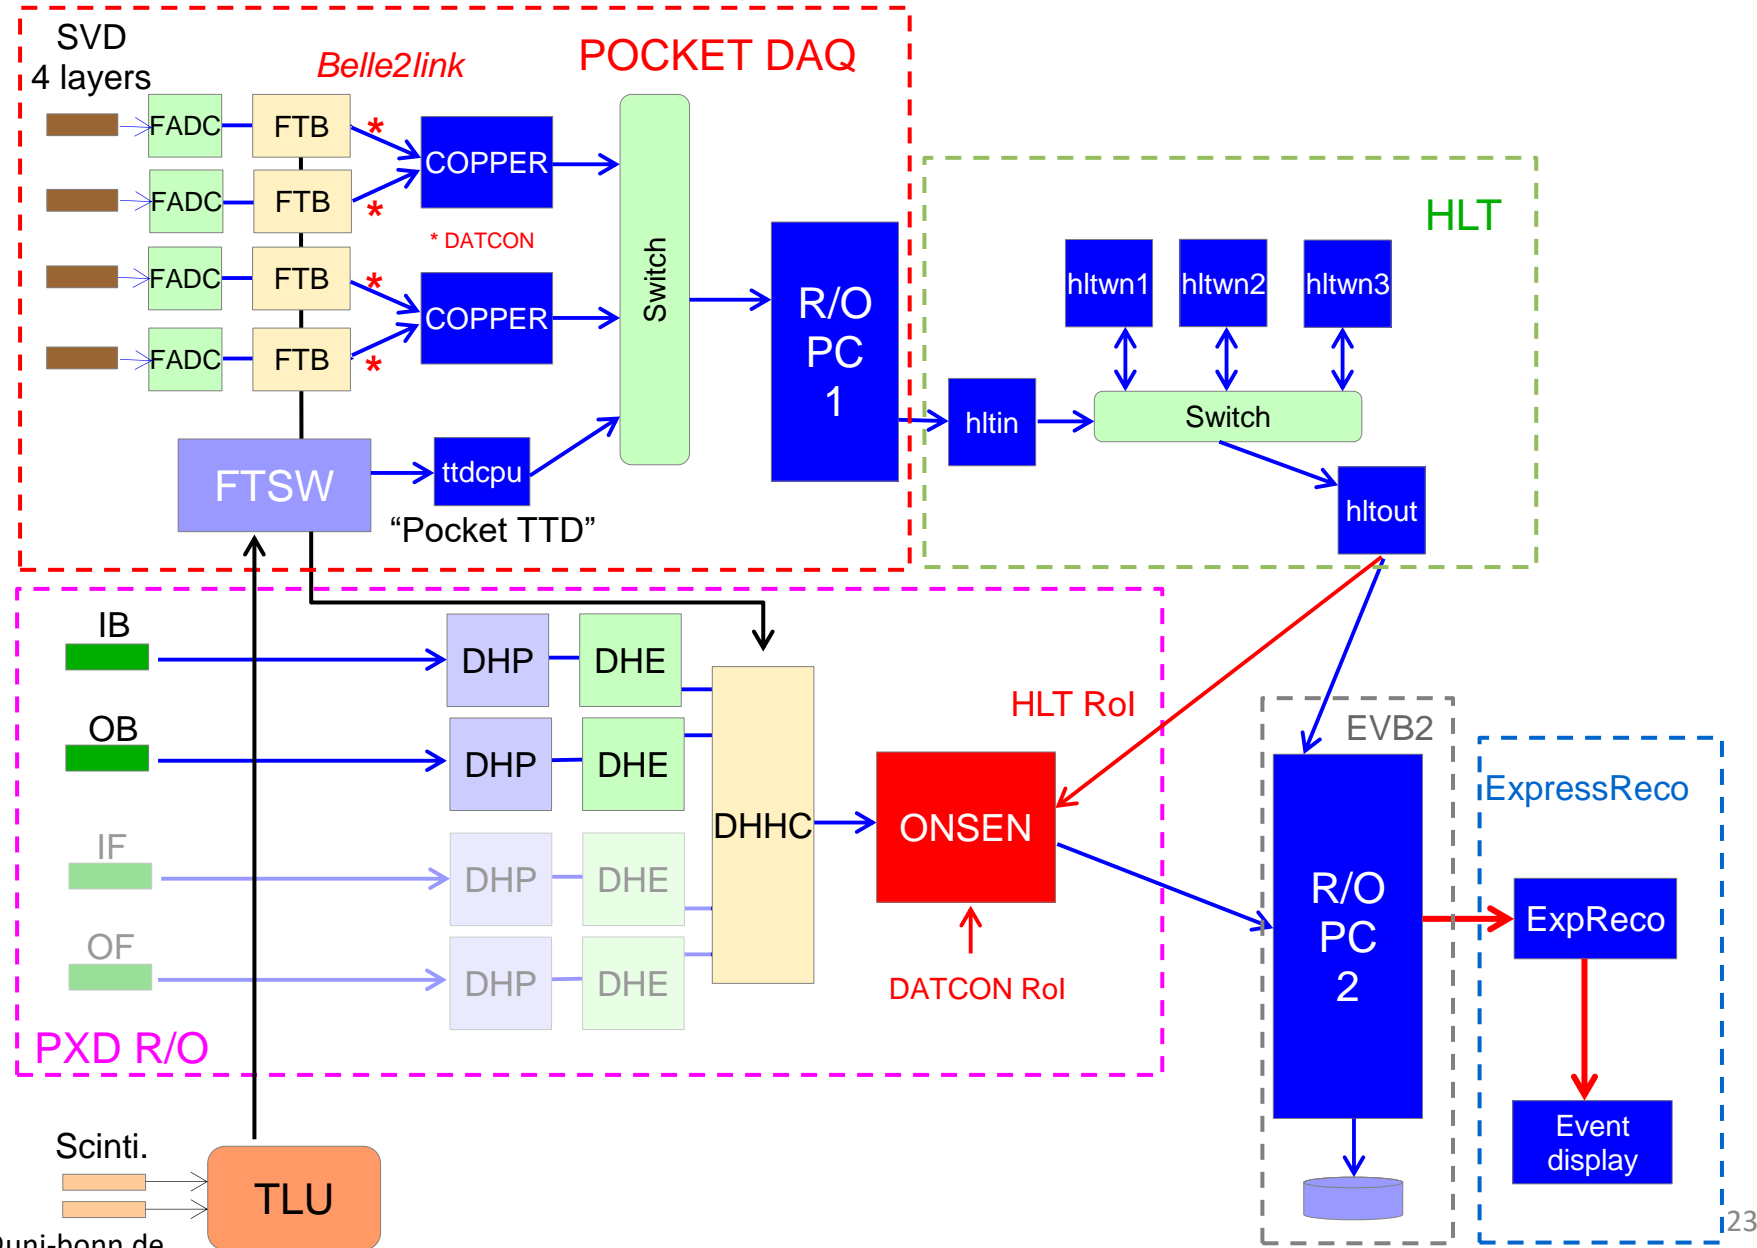 SVD
4 layers
Belle2link
POCKET DAQ
FADC
FTB
*
COPPER
FADC
FTB
*
* DATCON
FADC
FTB
*
COPPER
FADC
FTB
*
Switch
R/O
PC
1
FTSW
ttdcpu
“Pocket TTD”
HLT
hltwn1
hltwn2
hltwn3
hltin
Switch
hltout
IB
DHP
DHE
OB
DHP
DHE
IF
DHP
DHE
OF
DHP
DHE
DHHC
HLT RoI
ONSEN
DATCON RoI
PXD R/O
EVB2
R/O
PC
2
ExpressReco
ExpReco
Event
display
Scinti.
TLU
uni-bonn.de
23